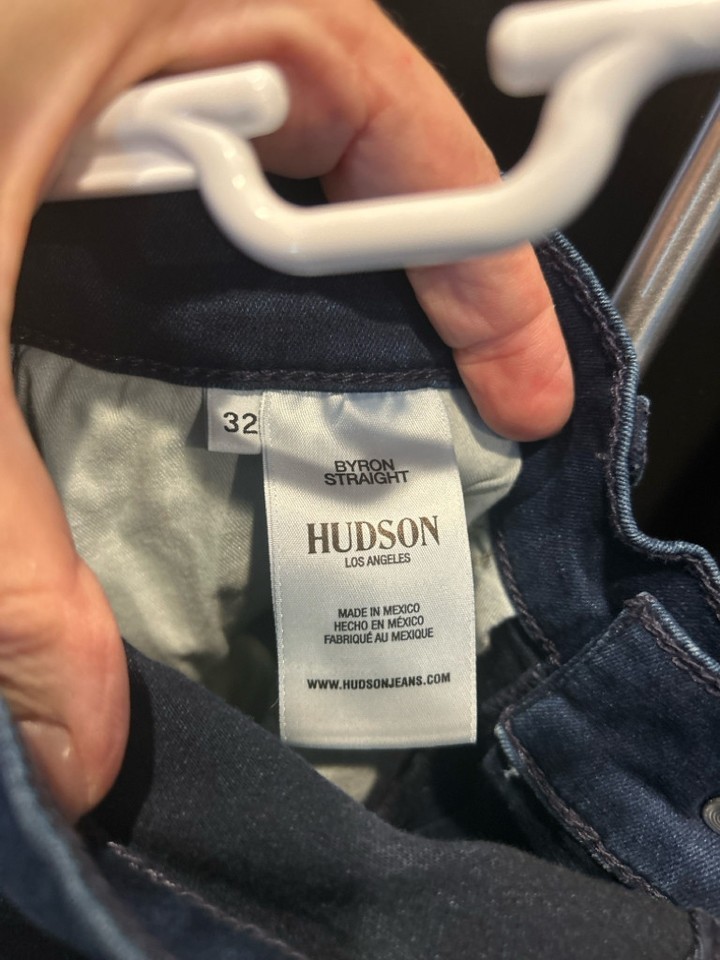 32
BYRON
STRAIGHT
HUDSON
LOS ANGELES
MADE IN MEXICO
HECHO EN MÉXICO
FABRIQUÉ AU MEXIQUE
WWW.HUDSONJEANS.COM